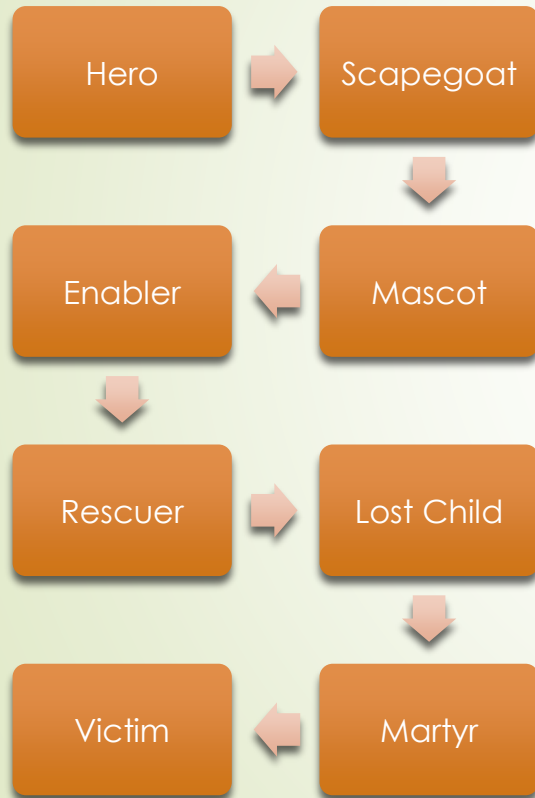 Hero
Scapegoat
Mascot
Enabler
Rescuer
Lost Child
Martyr
Victim